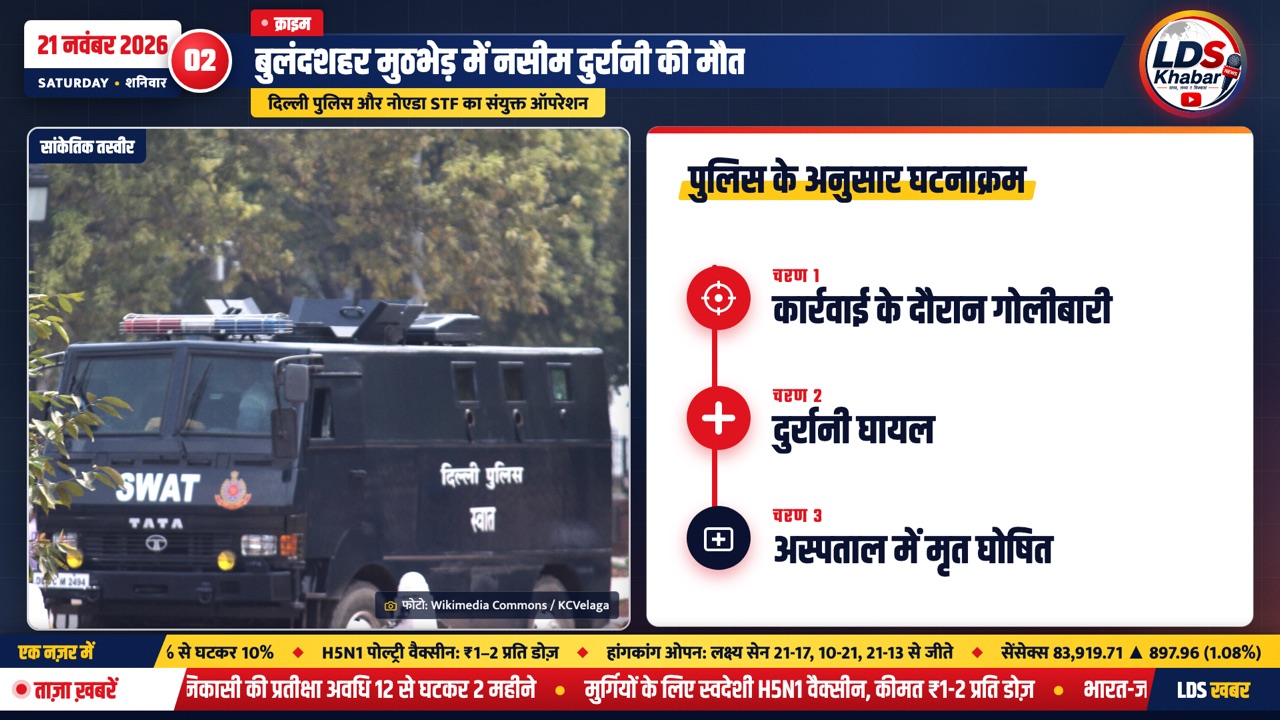 21 नवंबर 2026
SATURDAY • शनिवार
02
क्राइम
बुलंदशहर मुठभेड़ में नसीम दुर्रानी की मौत
दिल्ली पुलिस और नोएडा STF का संयुक्त ऑपरेशन
LDS
Khabar
NEWS
सांकेतिक तस्वीर
SWAT
TATA
दिल्ली पुलिस
स्वात
फोटो: Wikimedia Commons / KCVelaga
पुलिस के अनुसार घटनाक्रम
चरण 1
कार्रवाई के दौरान गोलीबारी
चरण 2
दुर्रानी घायल
चरण 3
अस्पताल में मृत घोषित
एक नज़र में
% से घटकर 10% ◆ H5N1 पोल्ट्री वैक्सीन: ₹1–2 प्रति डोज़ ◆ हांगकांग ओपन: लक्ष्य सेन 21-17, 10-21, 21-13 से जीते ◆ सेंसेक्स 83,919.71 ▲ 897.96 (1.08%)
ताज़ा ख़बरें
निकासी की प्रतीक्षा अवधि 12 से घटकर 2 महीने • मुर्गियों के लिए स्वदेशी H5N1 वैक्सीन, कीमत ₹1-2 प्रति डोज़ • भारत-ज
LDS खबर